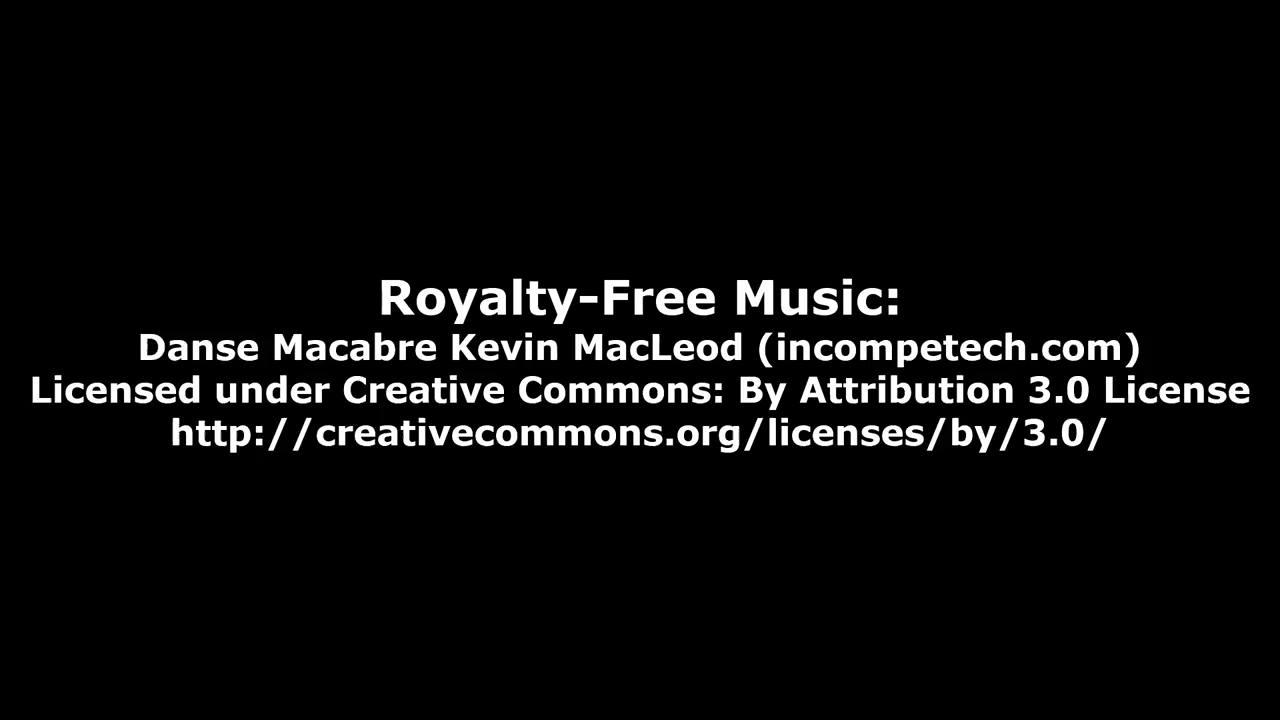 Royalty-Free Music:
Danse Macabre Kevin MacLeod (incompetech.com)
Licensed under Creative Commons: By Attribution 3.0 License
http://creativecommons.org/licenses/by/3.0/